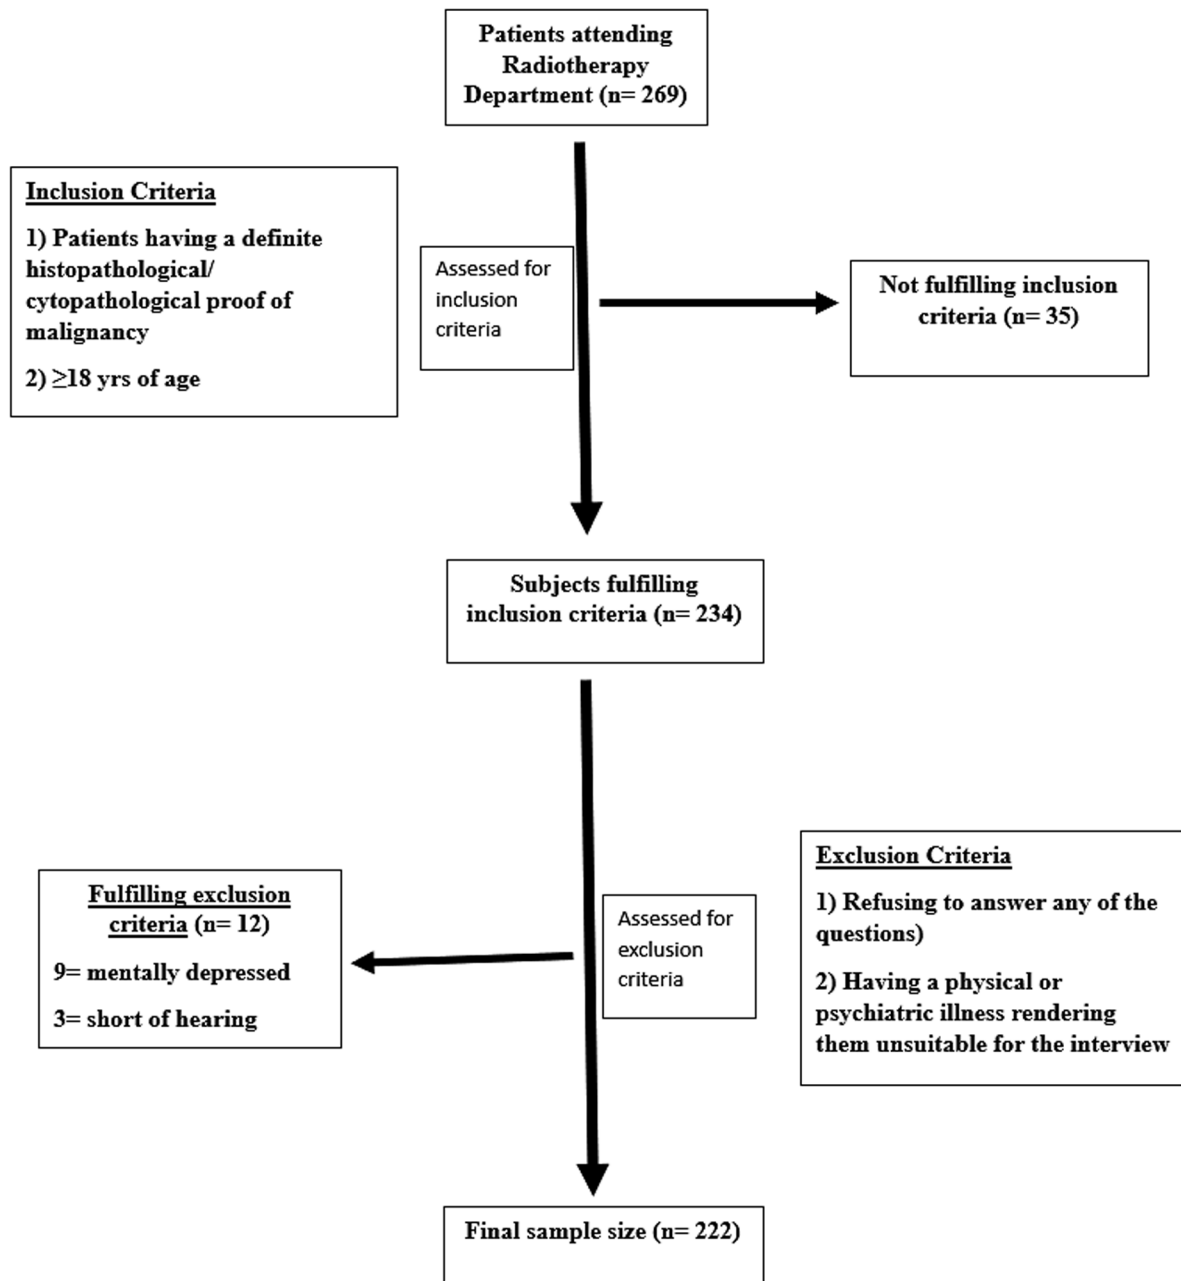 Patients attending
Radiotherapy
Department (n= 269)
Inclusion Criteria
1) Patients having a definite
histopathological/
cytopathological proof of
malignancy
2) ≥18 yrs of age
Assessed for
inclusion
criteria
Not fulfilling inclusion
criteria (n= 35)
Subjects fulfilling
inclusion criteria (n= 234)
Fulfilling exclusion
criteria (n= 12)
9= mentally depressed
3= short of hearing
Assessed for
exclusion
criteria
Exclusion Criteria
1) Refusing to answer any of the
questions)
2) Having a physical or
psychiatric illness rendering
them unsuitable for the interview
Final sample size (n= 222)